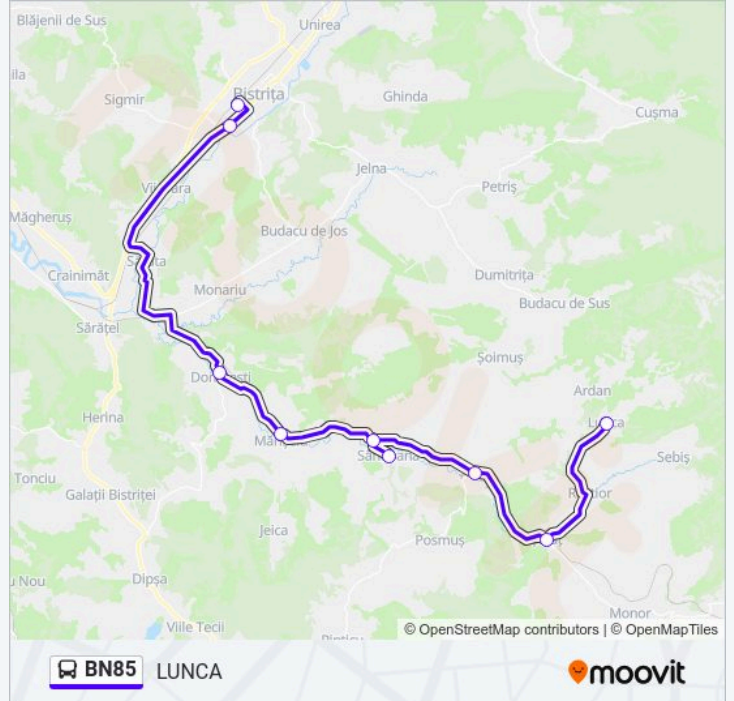 Blăjenii de Sus
Unirea
Bistrița
Sigmir
Ghinda
Cușma
Jelna
Petriș
Măgheruș
Budacu de Jos
Crainimăt
Monariu
Dumitrița
Budacu de Sus
Sărățel
Șoimuș
Ardan
Herina
Tonciu
Sebiș
Galații Bistriței
Jeica
Posmuș
Dipșa
Monor
Viile Tecii
© OpenStreetMap contributors | © OpenMapTiles
BN85 LUNCA
moovit